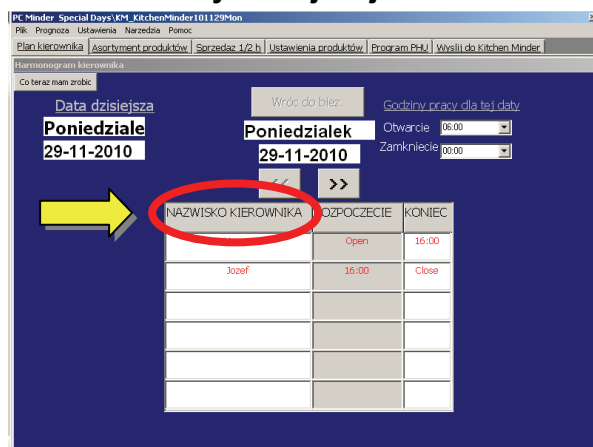 PC Minder Special Days\KM_KitchenMinder101129Mon
Plik Prognoza Ustawienia Narzedzia Pomoc
Plan kierownika Asortyment produktów Sprzedaz 1/2 h Ustawienia produktów Program PHU Wyslij do Kitchen Minder
Harmonogram kierownika
Co teraz mam zrobic
Data dzisiejsza Wróc do biez. Godziny pracy dla tej daty
Poniedziale Poniedzialek Otwarcie 06:00
29-11-2010 29-11-2010 Zamkniecie 00:00
<< >>
NAZWISKO KIEROWNIKA OZPOCZECIE KONIEC
Open 16:00
Jozef 16:00 Close